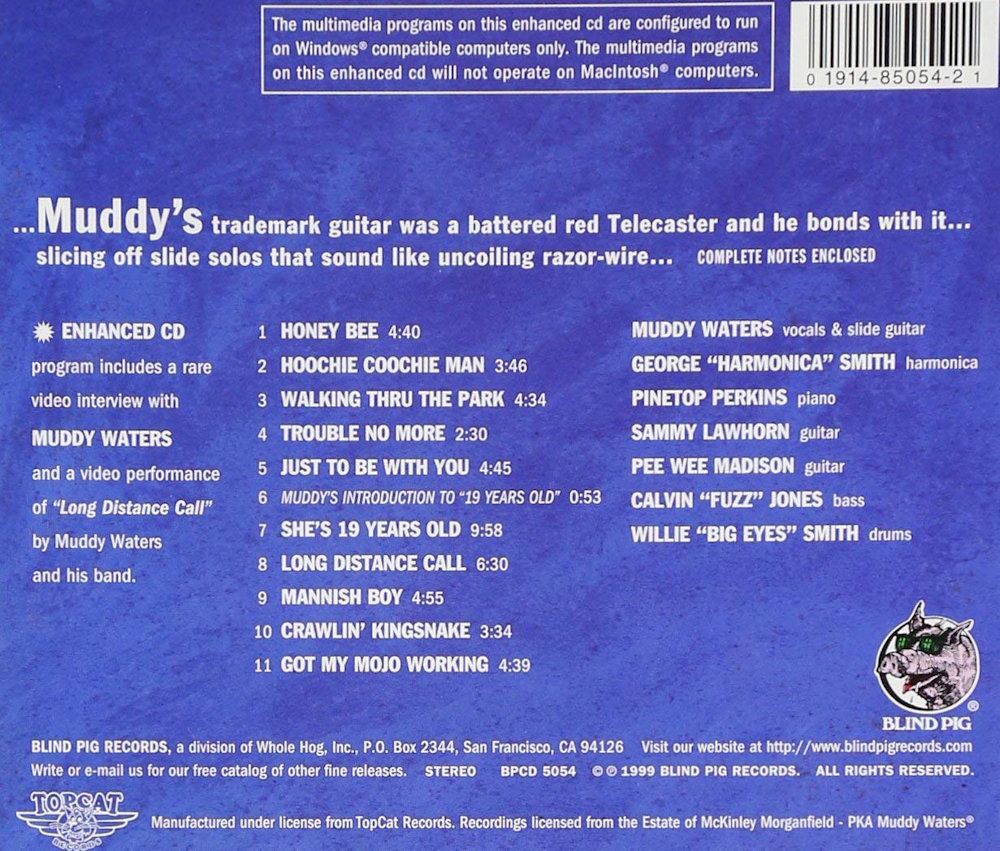 The multimedia programs on this enhanced cd are configured to run
on Windows® compatible computers only. The multimedia programs
on this enhanced cd will not operate on MacIntosh® computers.
0 1914-85054-2 1
...Muddy's trademark guitar was a battered red Telecaster and he bonds with it...
slicing off slide solos that sound like uncoiling razor-wire... COMPLETE NOTES ENCLOSED
ENHANCED CD
program includes a rare
video interview with
MUDDY WATERS
and a video performance
of "Long Distance Call"
by Muddy Waters
and his band.
1 HONEY BEE 4:40
2 HOOCHIE COOCHIE MAN 3:46
3 WALKING THRU THE PARK 4:34
4 TROUBLE NO MORE 2:30
5 JUST TO BE WITH YOU 4:45
6 MUDDY'S INTRODUCTION TO "19 YEARS OLD" 0:53
7 SHE'S 19 YEARS OLD 9:58
8 LONG DISTANCE CALL 6:30
9 MANNISH BOY 4:55
10 CRAWLIN' KINGSNAKE 3:34
11 GOT MY MOJO WORKING 4:39
MUDDY WATERS vocals & slide guitar
GEORGE "HARMONICA" SMITH harmonica
PINETOP PERKINS piano
SAMMY LAWHORN guitar
PEE WEE MADISON guitar
CALVIN "FUZZ" JONES bass
WILLIE "BIG EYES" SMITH drums
®
BLIND PIG
BLIND PIG RECORDS, a division of Whole Hog, Inc., P.O. Box 2344, San Francisco, CA 94126 Visit our website at http://www.blindpigrecords.com
Write or e-mail us for our free catalog of other fine releases. STEREO BPCD 5054 © ℗ 1999 BLIND PIG RECORDS. ALL RIGHTS RESERVED.
TOPCAT
RECORDS
Manufactured under license from TopCat Records. Recordings licensed from the Estate of McKinley Morganfield - PKA Muddy Waters®